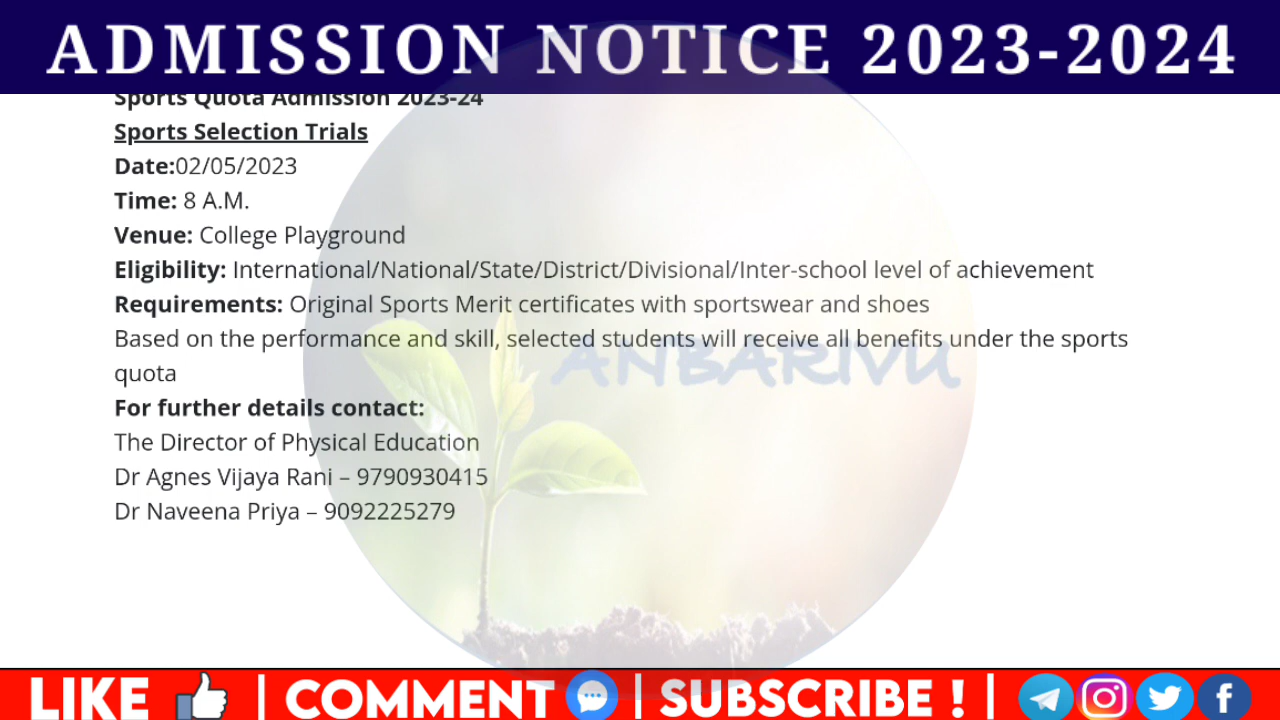 ADMISSION NOTICE 2023-2024
Sports Quota Admission 2023-24
Sports Selection Trials
Date:02/05/2023
Time: 8 A.M.
Venue: College Playground
Eligibility: International/National/State/District/Divisional/Inter-school level of achievement
Requirements: Original Sports Merit certificates with sportswear and shoes
Based on the performance and skill, selected students will receive all benefits under the sports
quota
ANBARIVU
For further details contact:
The Director of Physical Education
Dr Agnes Vijaya Rani – 9790930415
Dr Naveena Priya – 9092225279
LIKE | COMMENT | SUBSCRIBE ! |